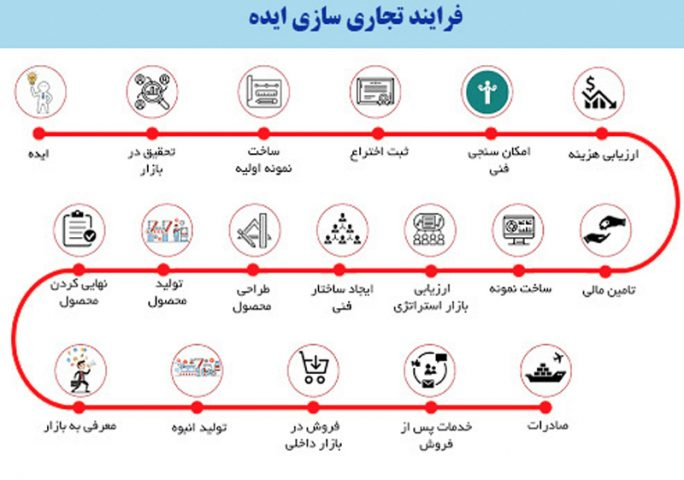 فرایند تجاری سازی ایده
ایده
تحقیق در
بازار
ساخت
نمونه اولیه
ثبت اختراع
امکان سنجی
فنی
ارزیابی هزینه
تامین مالی
ساخت نمونه
ارزیابی
بازار استراتژی
ایجاد ساختار
فنی
طراحی
محصول
تولید
محصول
نهایی کردن
محصول
معرفی به بازار
تولید انبوه
فروش در
بازار داخلی
خدمات پس از
فروش
صادرات